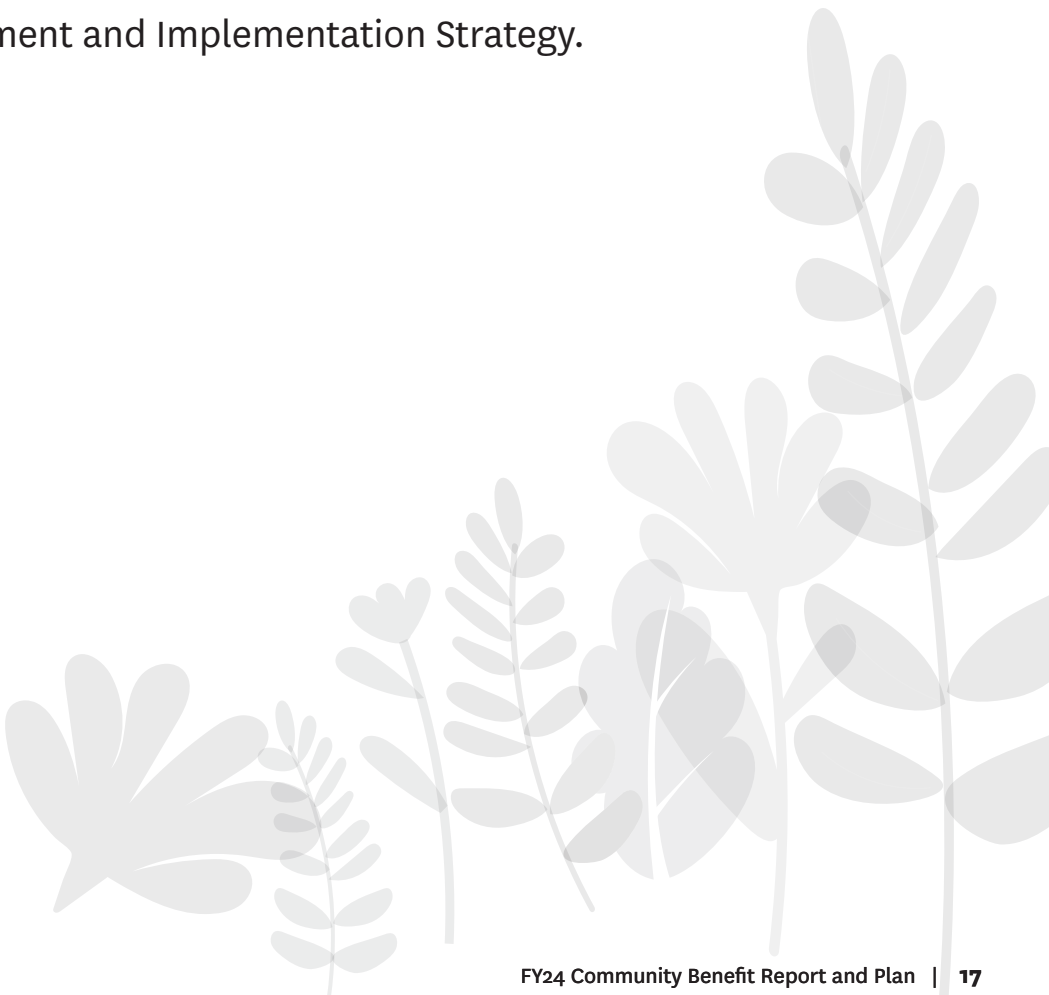 ment and Implementation Strategy.
FY24 Community Benefit Report and Plan | 17